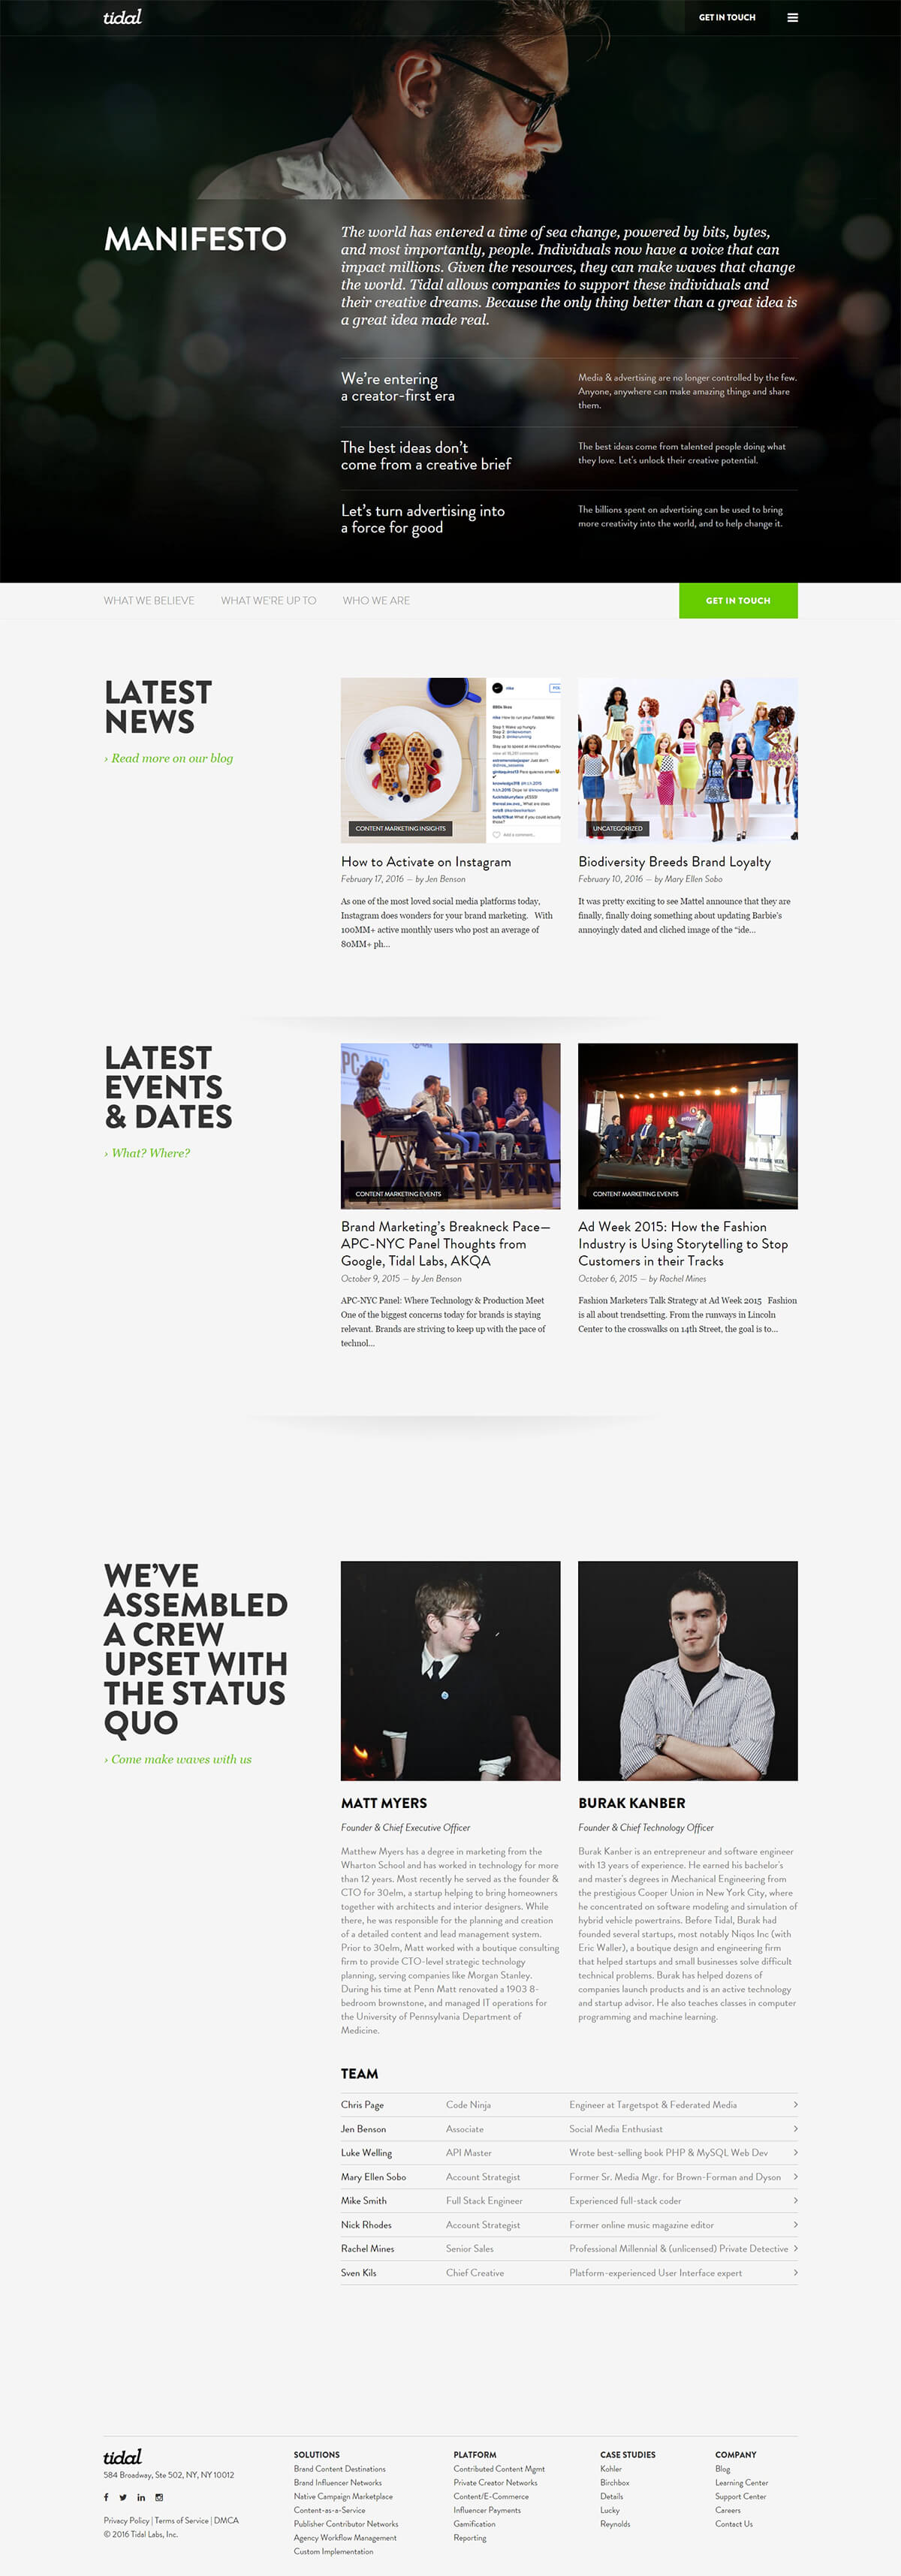 tidal
GET IN TOUCH
MANIFESTO
The world has entered a time of sea change, powered by bits, bytes,
and most importantly, people. Individuals now have a voice that can
impact millions. Given the resources, they can make waves that change
the world. Tidal allows companies to support these individuals and
their creative dreams. Because the only thing better than a great idea is
a great idea made real.
We're entering
a creator-first era
Media & advertising are no longer controlled by the few.
Anyone, anywhere can make amazing things and share
them.
The best ideas don't
come from a creative brief
The best ideas come from talented people doing what
they love. Let's unlock their creative potential.
Let's turn advertising into
a force for good
The billions spent on advertising can be used to bring
more creativity into the world, and to help change it.
WHAT WE BELIEVE
WHAT WE'RE UP TO
WHO WE ARE
GET IN TOUCH
LATEST
NEWS
› Read more on our blog
nike
CONTENT MARKETING INSIGHTS
How to Activate on Instagram
February 17, 2016 — by Jen Benson
As one of the most loved social media platforms today,
Instagram does wonders for your brand marketing. With
100MM+ active monthly users who post an average of
80MM+ ph...
UNCATEGORIZED
Biodiversity Breeds Brand Loyalty
February 10, 2016 — by Mary Ellen Sobo
It was pretty exciting to see Mattel announce that they are
finally, finally doing something about updating Barbie's
annoyingly dated and cliched image of the "ide...
LATEST
EVENTS
& DATES
› What? Where?
CONTENT MARKETING EVENTS
Brand Marketing's Breakneck Pace—
APC-NYC Panel Thoughts from
Google, Tidal Labs, AKQA
October 9, 2015 — by Jen Benson
APC-NYC Panel: Where Technology & Production Meet
One of the biggest concerns today for brands is staying
relevant. Brands are striving to keep up with the pace of
technol...
CONTENT MARKETING EVENTS
Ad Week 2015: How the Fashion
Industry is Using Storytelling to Stop
Customers in their Tracks
October 6, 2015 — by Rachel Mines
Fashion Marketers Talk Strategy at Ad Week 2015 Fashion
is all about trendsetting. From the runways in Lincoln
Center to the crosswalks on 14th Street, the goal is to...
WE'VE
ASSEMBLED
A CREW
UPSET WITH
THE STATUS
QUO
› Come make waves with us
MATT MYERS
Founder & Chief Executive Officer
Matthew Myers has a degree in marketing from the
Wharton School and has worked in technology for more
than 12 years. Most recently he served as the founder &
CTO for 30elm, a startup helping to bring homeowners
together with architects and interior designers. While
there, he was responsible for the planning and creation
of a detailed content and lead management system.
Prior to 30elm, Matt worked with a boutique consulting
firm to provide CTO-level strategic technology
planning, serving companies like Morgan Stanley.
During his time at Penn Matt renovated a 1903 8-
bedroom brownstone, and managed IT operations for
the University of Pennsylvania Department of
Medicine.
BURAK KANBER
Founder & Chief Technology Officer
Burak Kanber is an entrepreneur and software engineer
with 13 years of experience. He earned his bachelor's
and master's degrees in Mechanical Engineering from
the prestigious Cooper Union in New York City, where
he concentrated on software modeling and simulation of
hybrid vehicle powertrains. Before Tidal, Burak had
founded several startups, most notably Niqos Inc (with
Eric Waller), a boutique design and engineering firm
that helped startups and small businesses solve difficult
technical problems. Burak has helped dozens of
companies launch products and is an active technology
and startup advisor. He also teaches classes in computer
programming and machine learning.
TEAM
Chris Page Code Ninja Engineer at Targetspot & Federated Media
Jen Benson Associate Social Media Enthusiast
Luke Welling API Master Wrote best-selling book PHP & MySQL Web Dev
Mary Ellen Sobo Account Strategist Former Sr. Media Mgr. for Brown-Forman and Dyson
Mike Smith Full Stack Engineer Experienced full-stack coder
Nick Rhodes Account Strategist Former online music magazine editor
Rachel Mines Senior Sales Professional Millennial & (unlicensed) Private Detective
Sven Kils Chief Creative Platform-experienced User Interface expert
tidal
584 Broadway, Ste 502, NY, NY 10012
Privacy Policy | Terms of Service | DMCA
© 2016 Tidal Labs, Inc.
SOLUTIONS
Brand Content Destinations
Brand Influencer Networks
Native Campaign Marketplace
Content-as-a-Service
Publisher Contributor Networks
Agency Workflow Management
Custom Implementation
PLATFORM
Contributed Content Mgmt
Private Creator Networks
Content/E-Commerce
Influencer Payments
Gamification
Reporting
CASE STUDIES
Kohler
Birchbox
Details
Lucky
Reynolds
COMPANY
Blog
Learning Center
Support Center
Careers
Contact Us